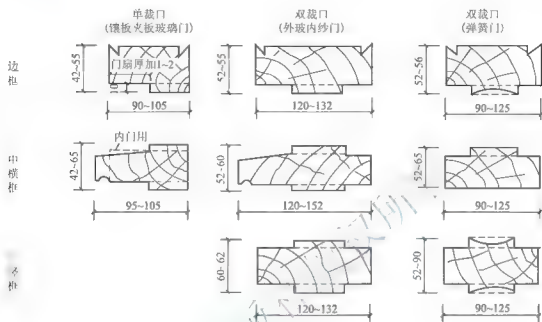 单裁口
(镶板夹板玻璃门)
双裁口
(外玻内纱门)
双裁口
(弹簧门)
边框
42~55
门扇厚加1~2
90~105
52~55
120~132
52~56
90~125
中横框
42~65
内门用
95~105
52~60
120~152
52~65
90~125
框
60~62
120~132
52~90
90~125